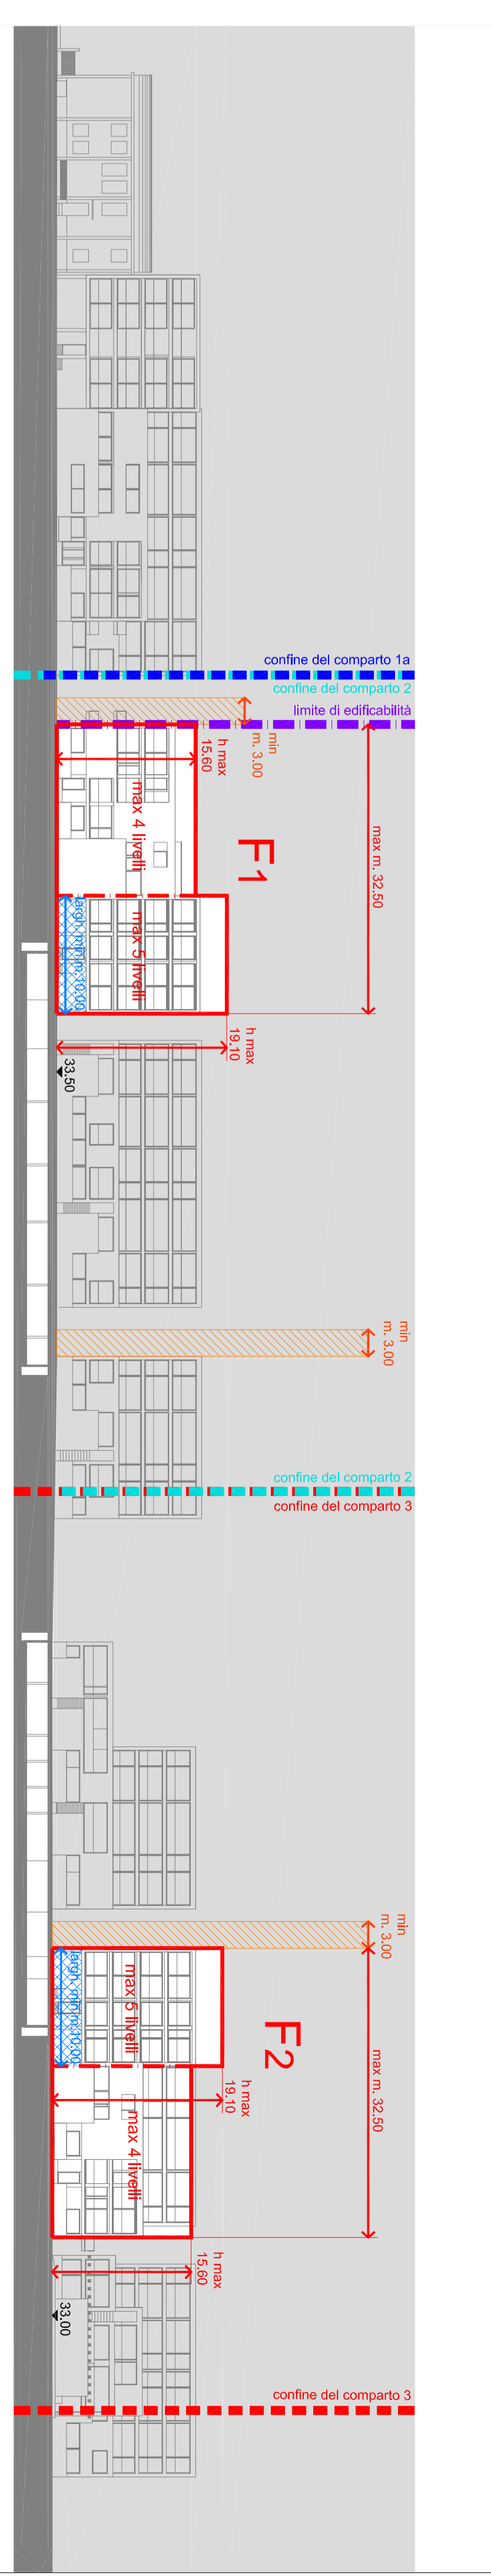 confine del comparto 1a
confine del comparto 2
limite di edificabilità
min
m. 3.00
h max
15.60
max m. 32.50
max 4 livelli
F1
max 5 livelli
largh. min m.10.00
h max
19.10
33.50
min
m. 3.00
confine del comparto 2
confine del comparto 3
min
m. 3.00
max 5 livelli
largh. min m.10.00
F2
max m. 32.50
h max
19.10
max 4 livelli
h max
15.60
33.00
confine del comparto 3